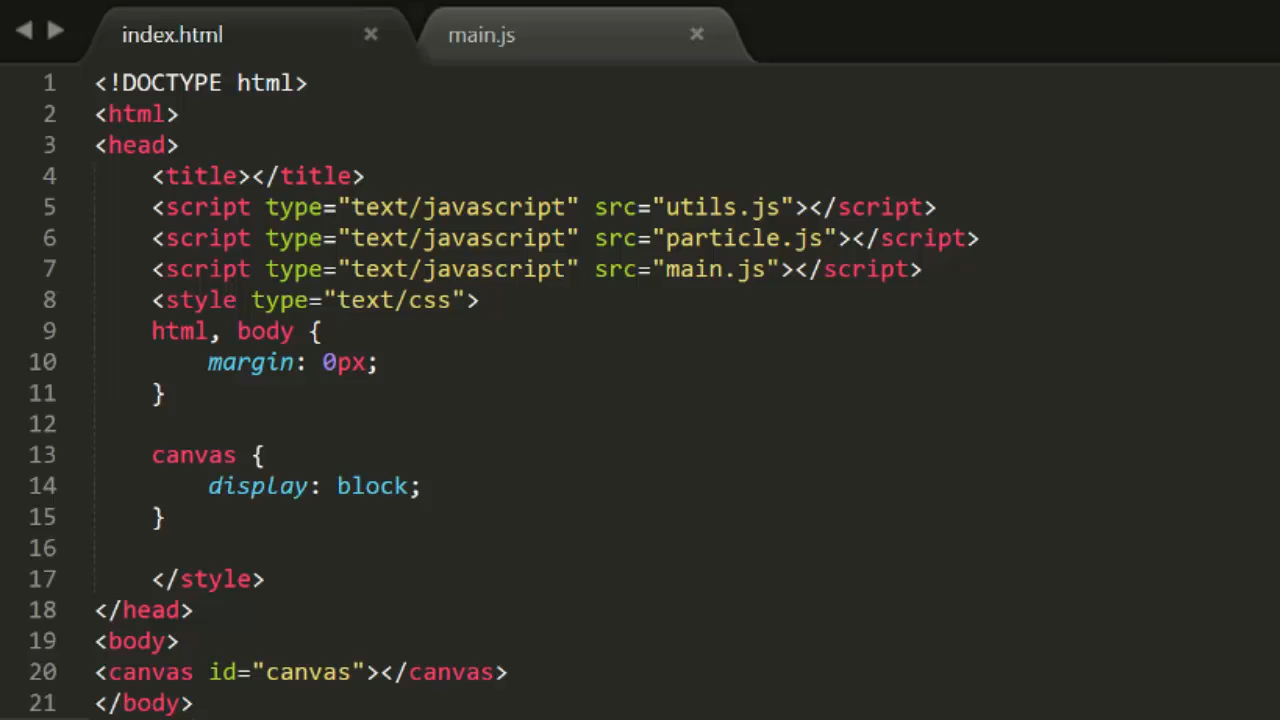 index.html × main.js ×
1 <!DOCTYPE html>
2 <html>
3 <head>
4 <title></title>
5 <script type="text/javascript" src="utils.js"></script>
6 <script type="text/javascript" src="particle.js"></script>
7 <script type="text/javascript" src="main.js"></script>
8 <style type="text/css">
9 html, body {
10 margin: 0px;
11 }
12
13 canvas {
14 display: block;
15 }
16
17 </style>
18 </head>
19 <body>
20 <canvas id="canvas"></canvas>
21 </body>